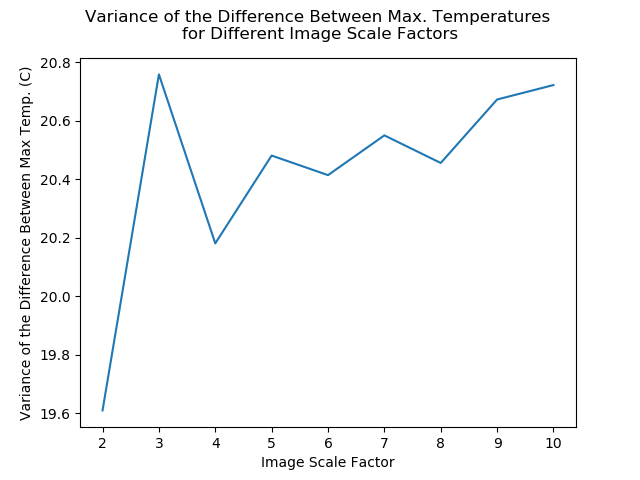 Variance of the Difference Between Max. Temperatures
for Different Image Scale Factors
Variance of the Difference Between Max Temp. (C)
20.8
20.6
20.4
20.2
20.0
19.8
19.6
2 3 4 5 6 7 8 9 10
Image Scale Factor